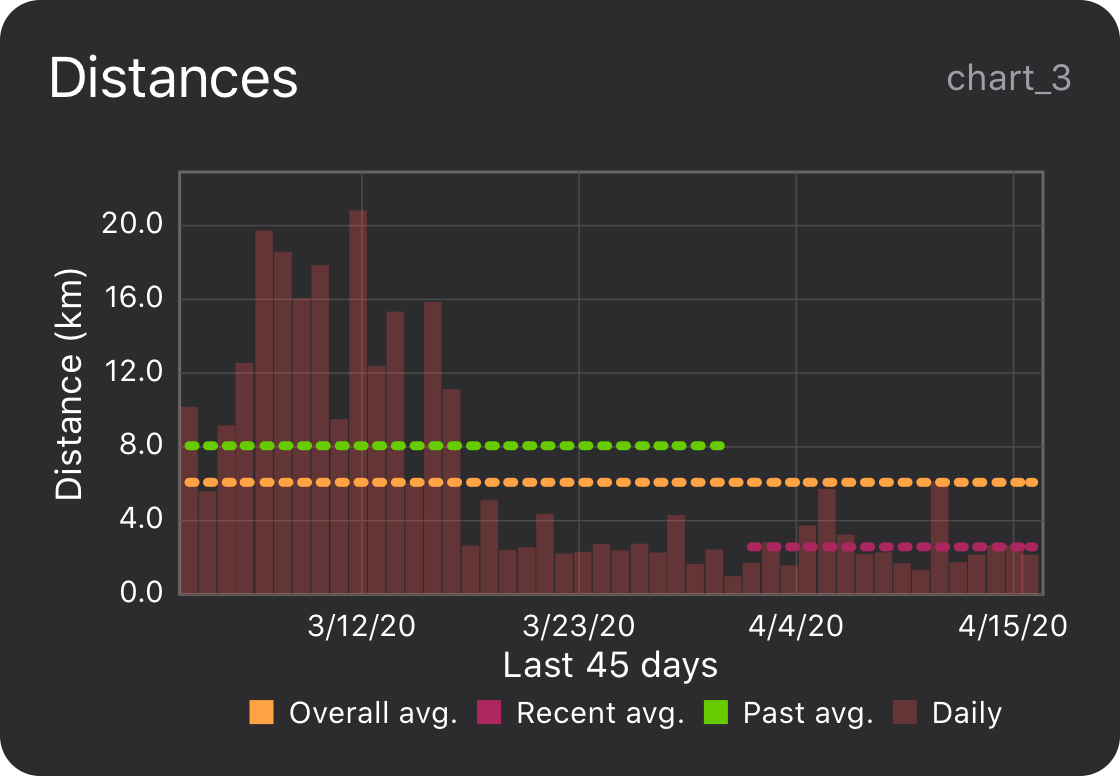 Distances
chart_3
20.0
16.0
12.0
8.0
4.0
0.0
Distance (km)
3/12/20 3/23/20 4/4/20 4/15/20
Last 45 days
Overall avg. Recent avg. Past avg. Daily